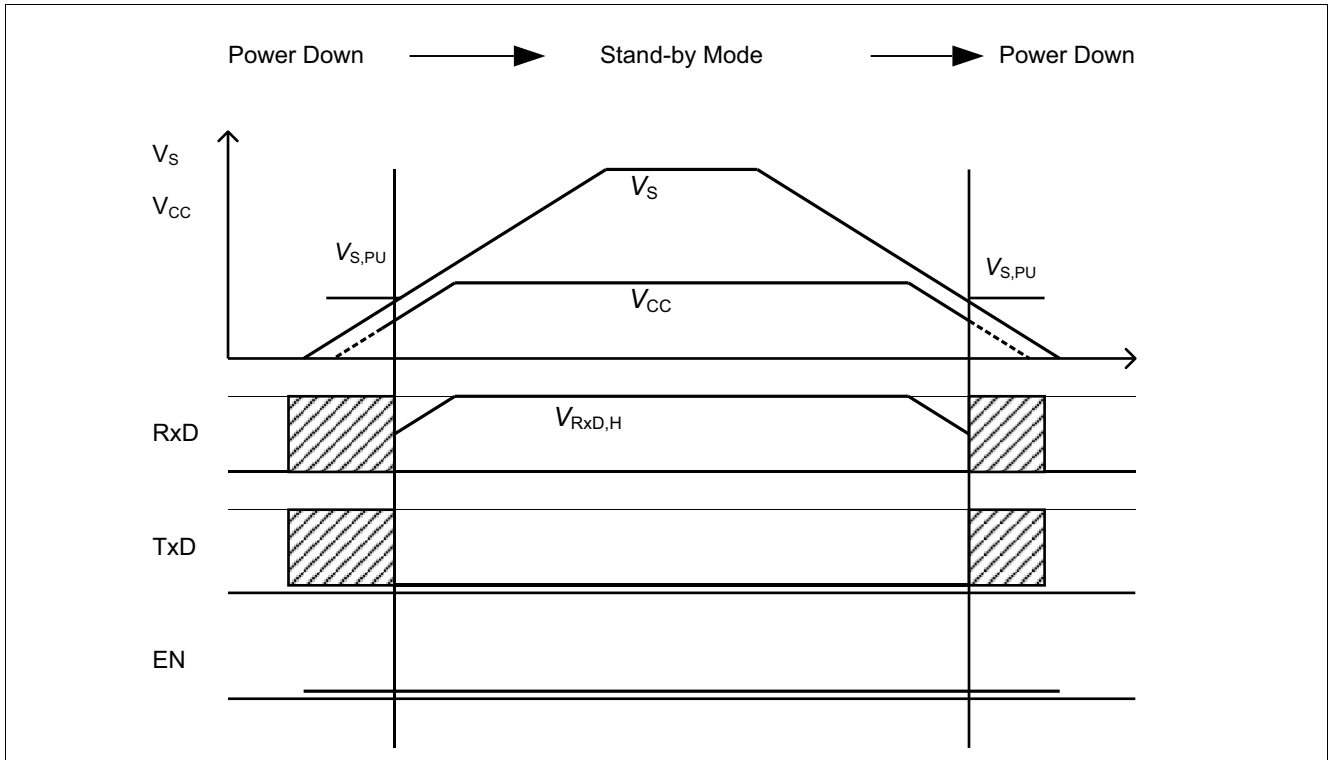 Power Down Stand-by Mode Power Down
VS
VCC
VS
VS,PU
VS,PU
VCC
RxD
VRxD,H
TxD
EN